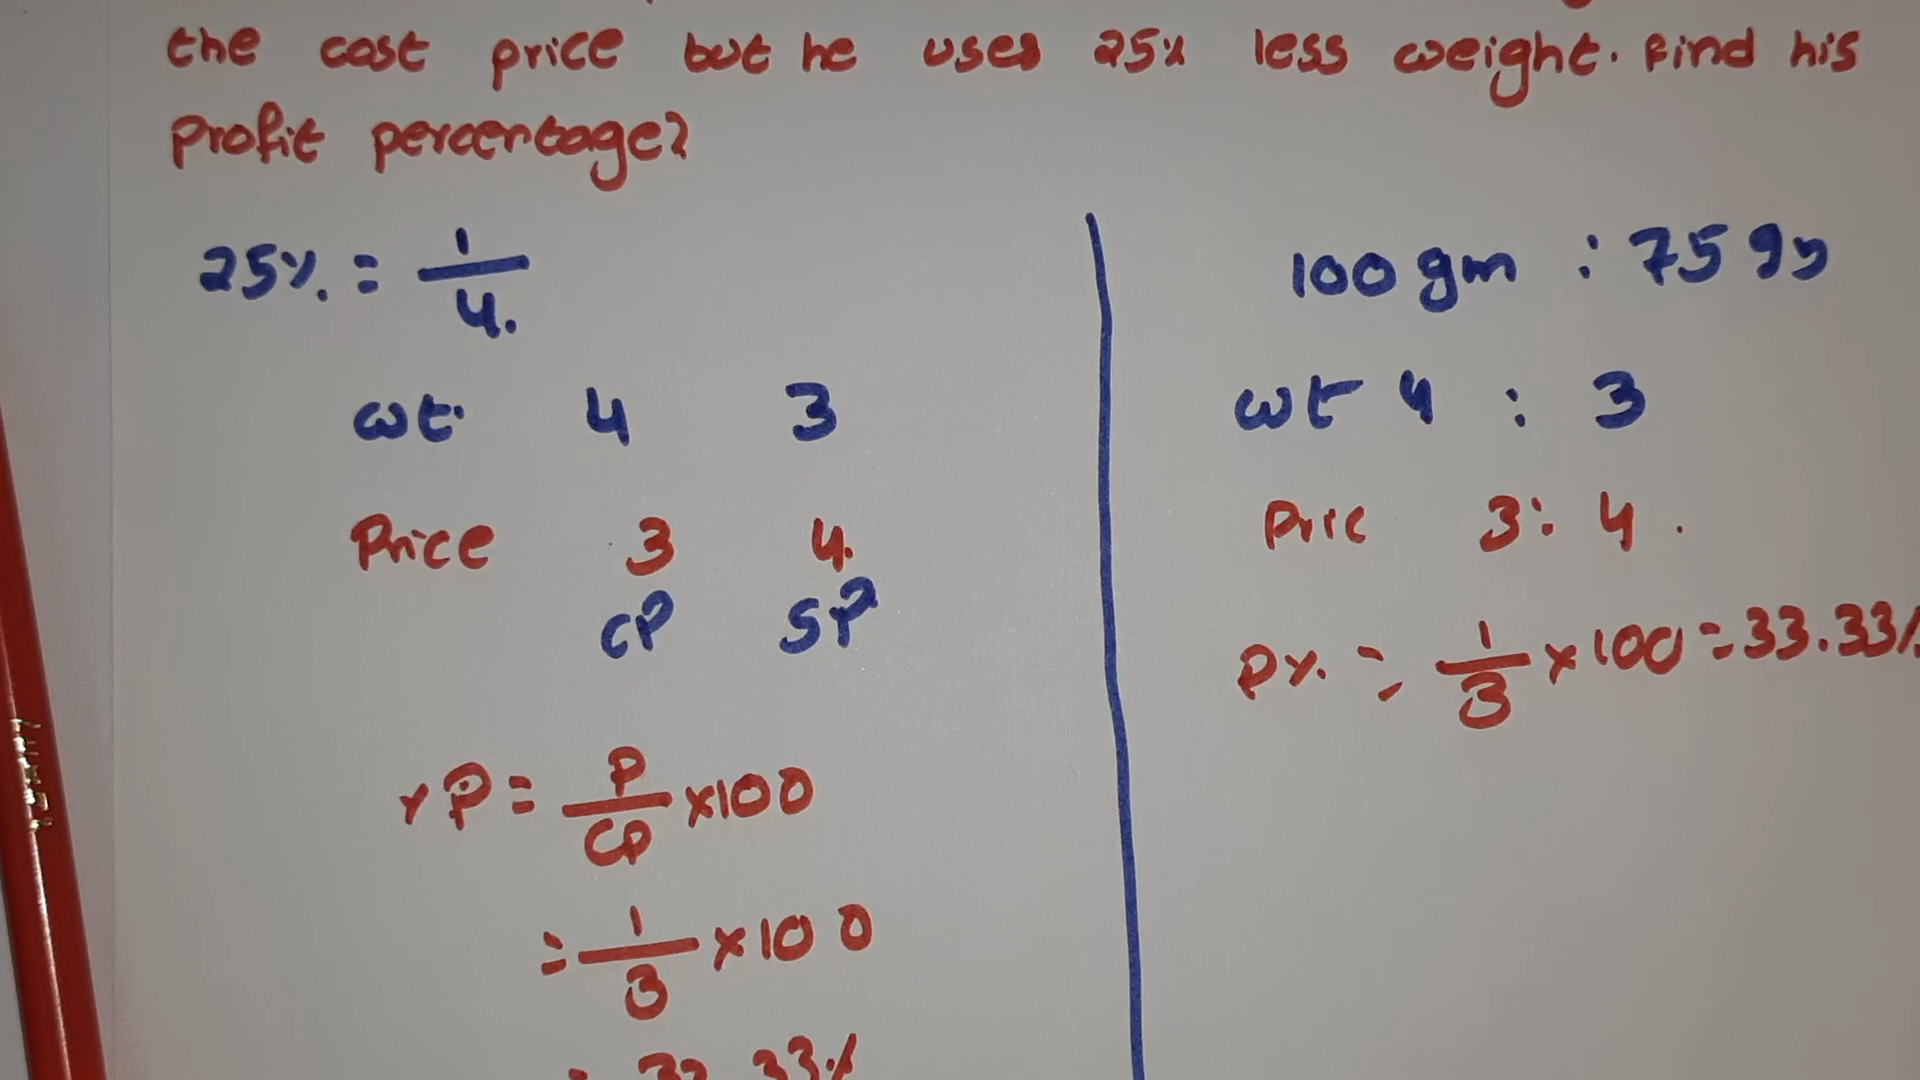 the cost price but he uses 25% less weight. Find his
Profit percentage?
25%. = 1/4.
wt. 4 3
Price 3 4.
CP SP
% P = P/CP ×100
= 1/3 ×100
= 33.33%
100 gm : 75 gm
wt 4 : 3
Pric 3 : 4 .
P%. = 1/3 × 100 = 33.33%